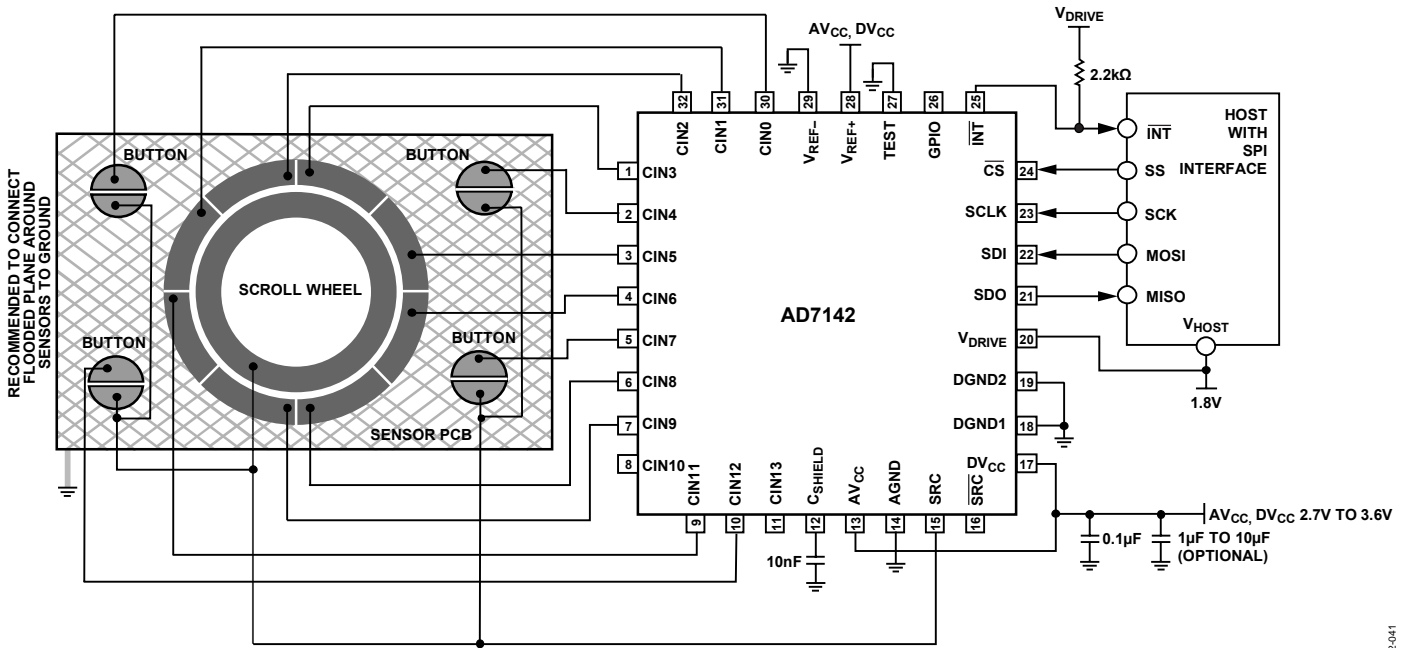 RECOMMENDED TO CONNECT
FLOODED PLANE AROUND
SENSORS TO GROUND
BUTTON
BUTTON
SCROLL WHEEL
BUTTON
BUTTON
SENSOR PCB
AVCC, DVCC
VDRIVE
2.2kΩ
32
31
30
29
28
27
26
25
CIN2
CIN1
CIN0
VREF–
VREF+
TEST
GPIO
INT
1 CIN3
2 CIN4
3 CIN5
4 CIN6
5 CIN7
6 CIN8
7 CIN9
8 CIN10
AD7142
CS 24
SCLK 23
SDI 22
SDO 21
VDRIVE 20
DGND2 19
DGND1 18
DVCC 17
CIN11
CIN12
CIN13
CSHIELD
AVCC
AGND
SRC
SRC
9
10
11
12
13
14
15
16
10nF
HOST
WITH
SPI
INTERFACE
INT
SS
SCK
MOSI
MISO
VHOST
1.8V
AVCC, DVCC 2.7V TO 3.6V
0.1µF
1µF TO 10µF
(OPTIONAL)
2-041